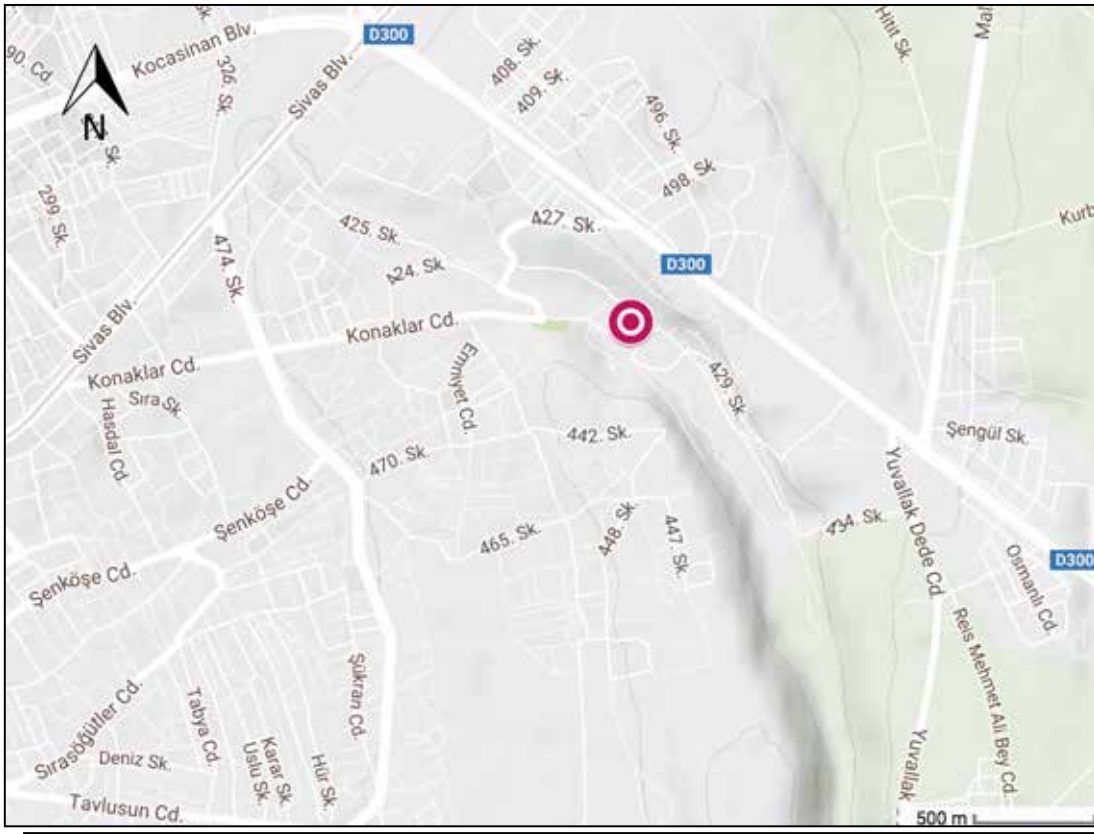 D300
Kocasinan Blv.
Hitit Sk.
Mal
408. Sk.
90. Cd.
326. Sk.
409. Sk.
Sivas Blv.
496. Sk.
N
Sk.
498. Sk
299. Sk.
425. Sk.
427. Sk.
Kurb
474. Sk.
424. Sk
D300
Sivas Blv.
Konaklar Cd.
Konaklar Cd.
Emniyet Cd.
429. Sk.
Sıra Sk
Hasdal Cd.
442. Sk.
Şengül Sk.
470. Sk.
Yuvallak Dede Cd.
Şenköşe Cd.
465. Sk.
448. Sk.
447. Sk.
434. Sk.
D300
Osmanlı Cd.
Şenköşe Cd.
Reis Mehmet Ali Bey Cd.
Şükran Cd.
Sırasöğütler Cd.
Tabya Cd.
Deniz Sk.
Karar Sk.
Uslu Sk.
Hür Sk.
Yuvallak
Tavlusun Cd.
500 m